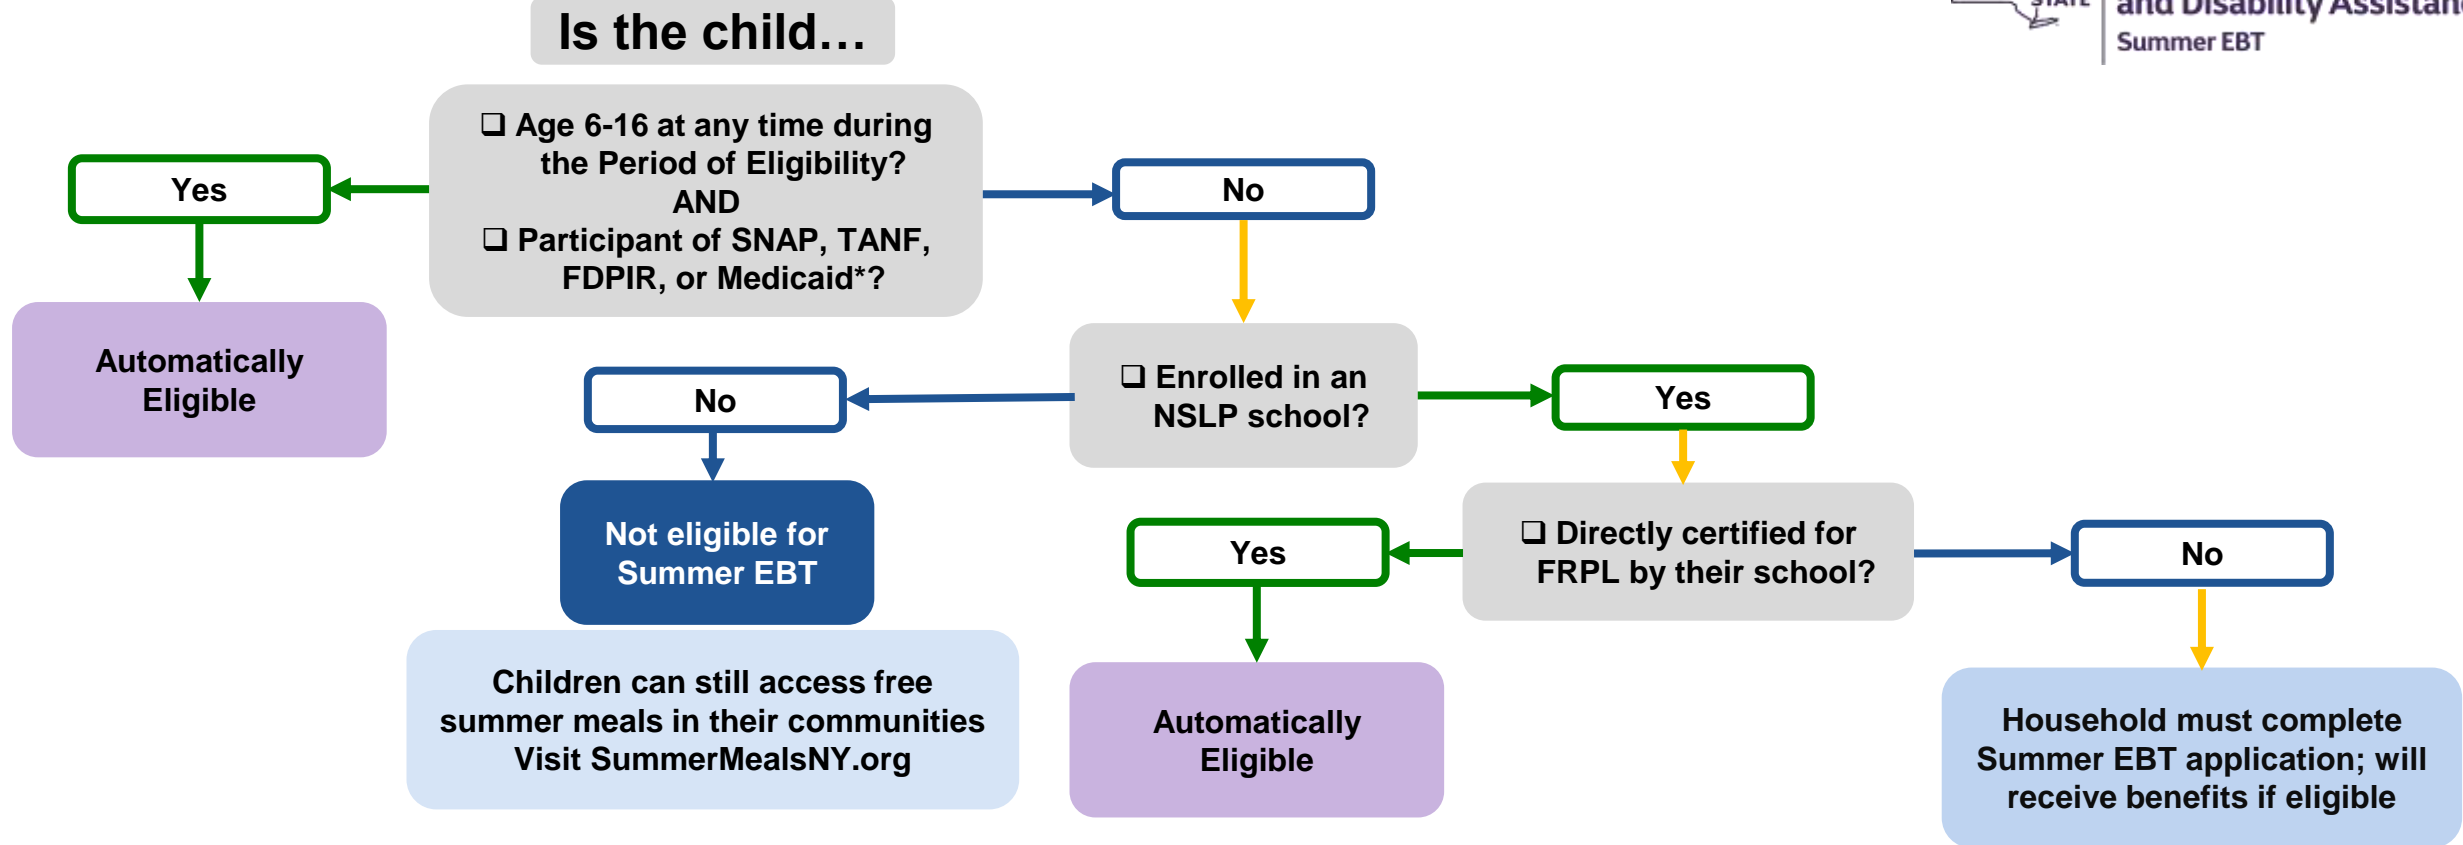 Is the child...
STATE
and Disability
Summer EBT
❑ Age 6-16 at any time during
the Period of Eligibility?
AND
❑ Participant of SNAP, TANF,
FDPIR, or Medicaid*?
Yes
No
Automatically
Eligible
❑ Enrolled in an
NSLP school?
No
Yes
Not eligible for
Summer EBT
Children can still access free
summer meals in their communities
Visit SummerMealsNY.org
❑ Directly certified for
FRPL by their school?
Yes
No
Automatically
Eligible
Household must complete
Summer EBT application; will
receive benefits if eligible